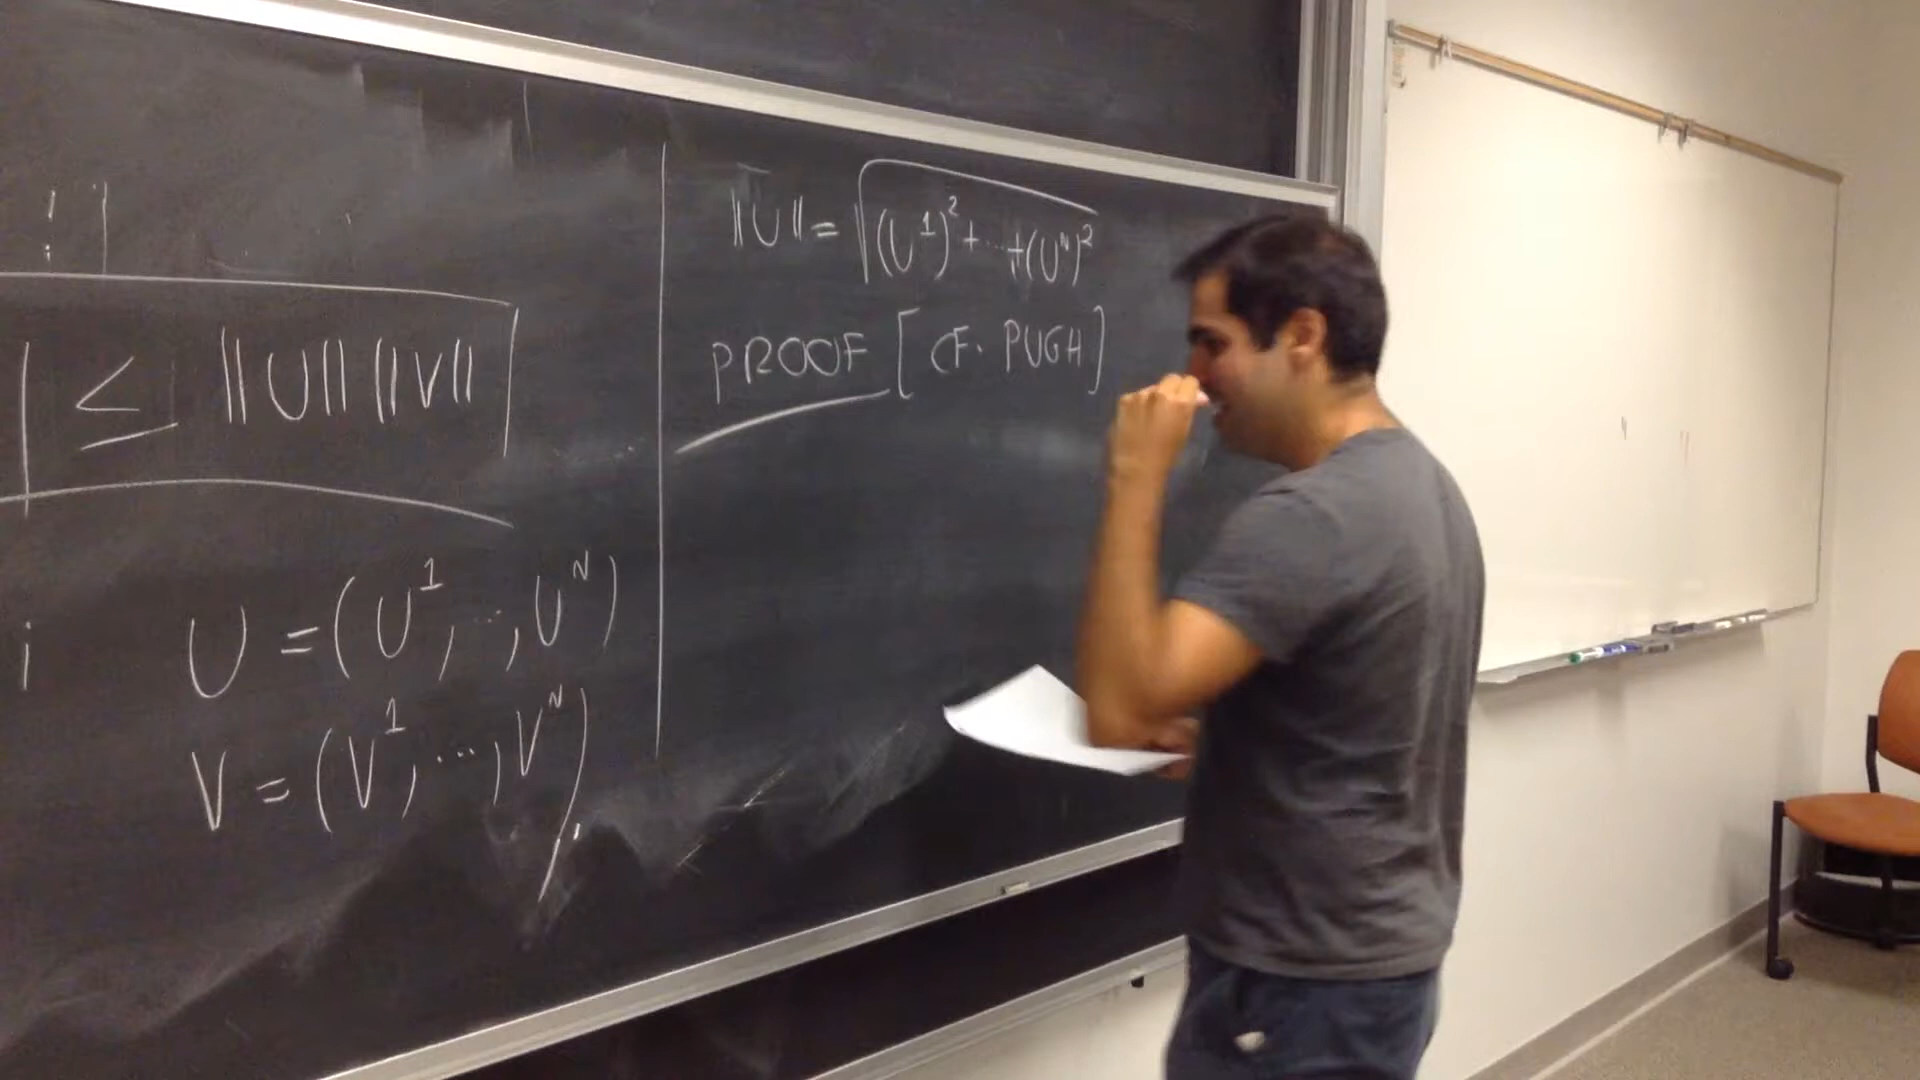 | ≤ ||U|| ||V||
i U = (U¹, ..., Uᴺ)
V = (V¹, ..., Vᴺ).
||U|| = √((U¹)² + ... + (Uᴺ)²)
PROOF [CF. PUGH]